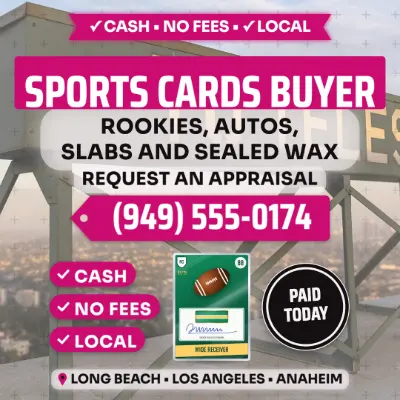 ✓CASH ▪ NO FEES ▪ ✓LOCAL
SPORTS CARDS BUYER
ROOKIES, AUTOS,
SLABS AND SEALED WAX
REQUEST AN APPRAISAL
(949) 555-0174
✓ CASH
✓ NO FEES
✓ LOCAL
88
WIDE RECEIVER
PAID
TODAY
LONG BEACH ▪ LOS ANGELES ▪ ANAHEIM